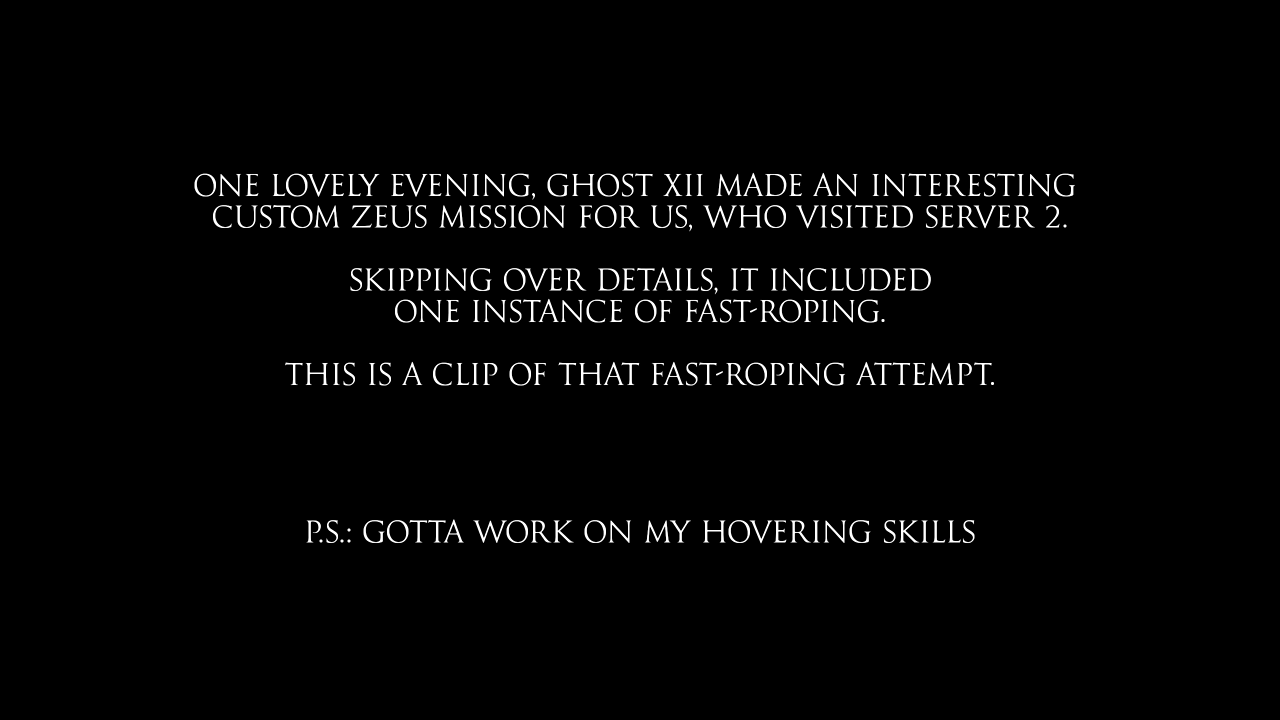 ONE LOVELY EVENING, GHOST XII MADE AN INTERESTING
CUSTOM ZEUS MISSION FOR US, WHO VISITED SERVER 2.
SKIPPING OVER DETAILS, IT INCLUDED
ONE INSTANCE OF FAST-ROPING.
THIS IS A CLIP OF THAT FAST-ROPING ATTEMPT.
P.S.: GOTTA WORK ON MY HOVERING SKILLS